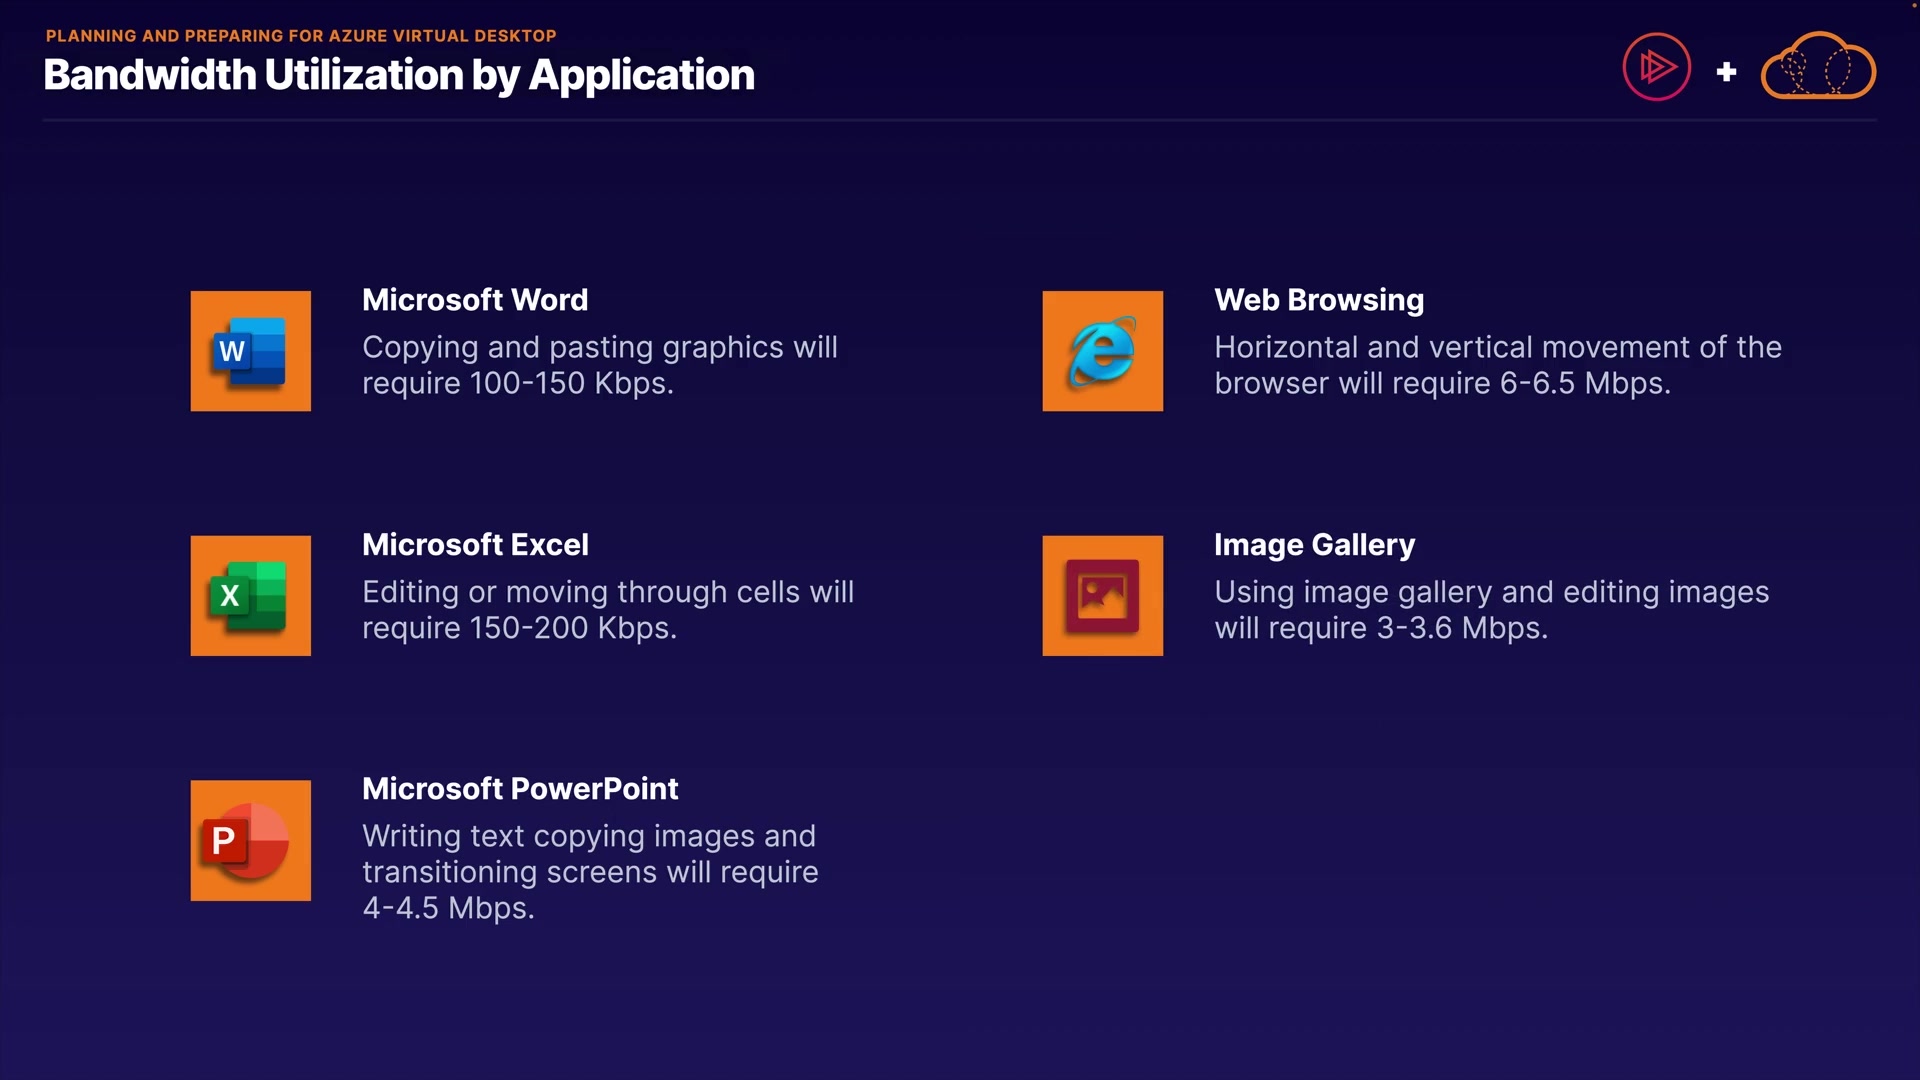 PLANNING AND PREPARING FOR AZURE VIRTUAL DESKTOP
Bandwidth Utilization by Application
+
W
Microsoft Word
Copying and pasting graphics will
require 100-150 Kbps.
X
Microsoft Excel
Editing or moving through cells will
require 150-200 Kbps.
P
Microsoft PowerPoint
Writing text copying images and
transitioning screens will require
4-4.5 Mbps.
Web Browsing
Horizontal and vertical movement of the
browser will require 6-6.5 Mbps.
Image Gallery
Using image gallery and editing images
will require 3-3.6 Mbps.